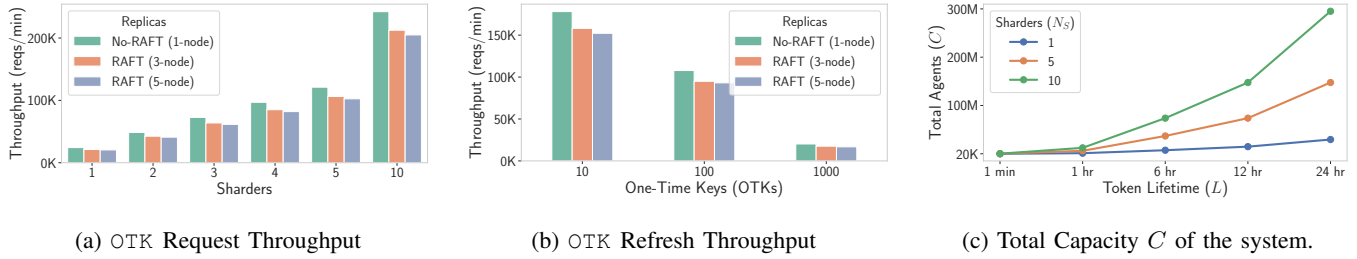 Throughput (reqs/min)
200K
100K
0K
Replicas
No-RAFT (1-node)
RAFT (3-node)
RAFT (5-node)
1 2 3 4 5 10
Sharders
(a) OTK Request Throughput
Throughput (reqs/min)
150K
100K
50K
0K
Replicas
No-RAFT (1-node)
RAFT (3-node)
RAFT (5-node)
10 100 1000
One-Time Keys (OTKs)
(b) OTK Refresh Throughput
Total Agents (C)
300M
200M
100M
20K
Sharders (N_S)
1
5
10
1 min 1 hr 6 hr 12 hr 24 hr
Token Lifetime (L)
(c) Total Capacity C of the system.